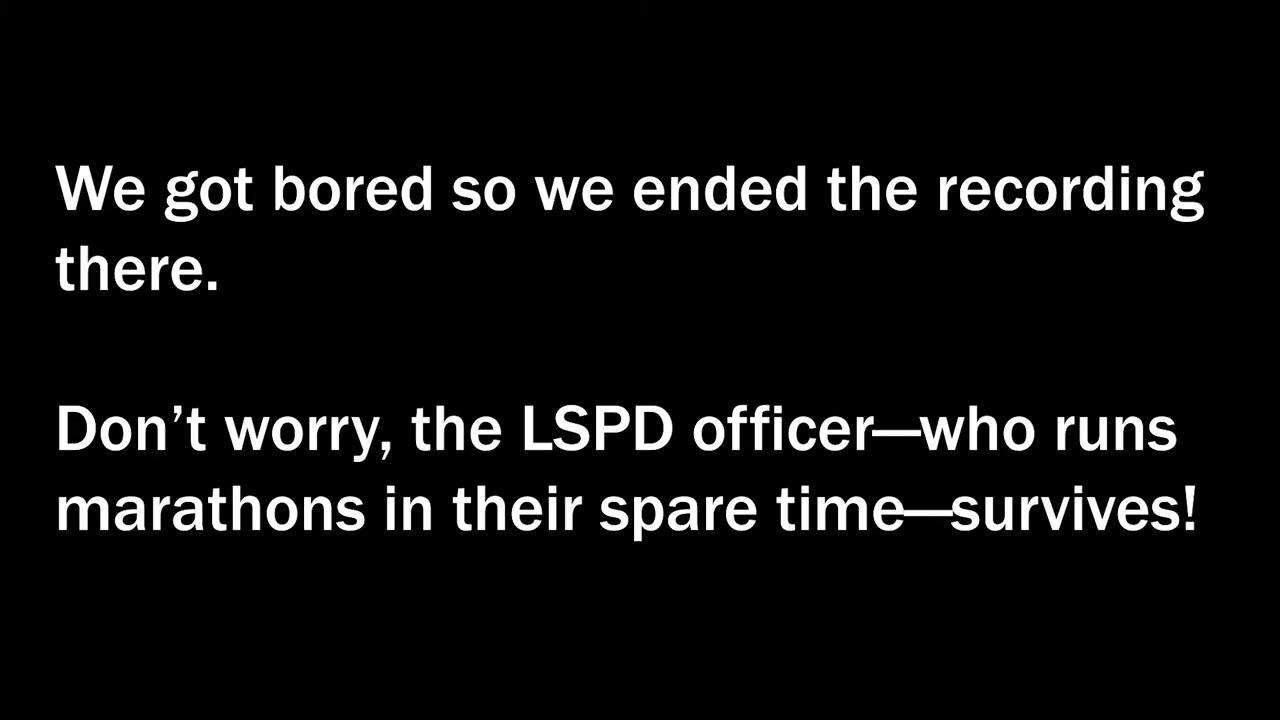 We got bored so we ended the recording
there.
Don’t worry, the LSPD officer—who runs
marathons in their spare time—survives!